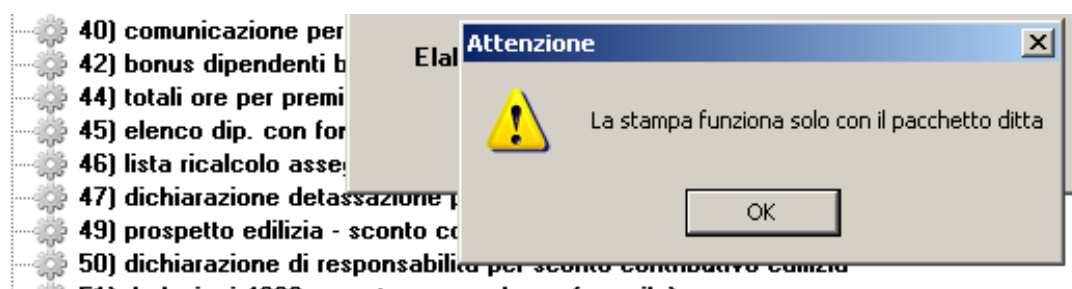 40) comunicazione per
42) bonus dipendenti b
44) totali ore per premi
45) elenco dip. con for
46) lista ricalcolo asse
47) dichiarazione detassazione
49) prospetto edilizia - sconto
50) dichiarazione di responsabilità per sconto contributivo edilizia
Elal
Attenzione
La stampa funziona solo con il pacchetto ditta
OK